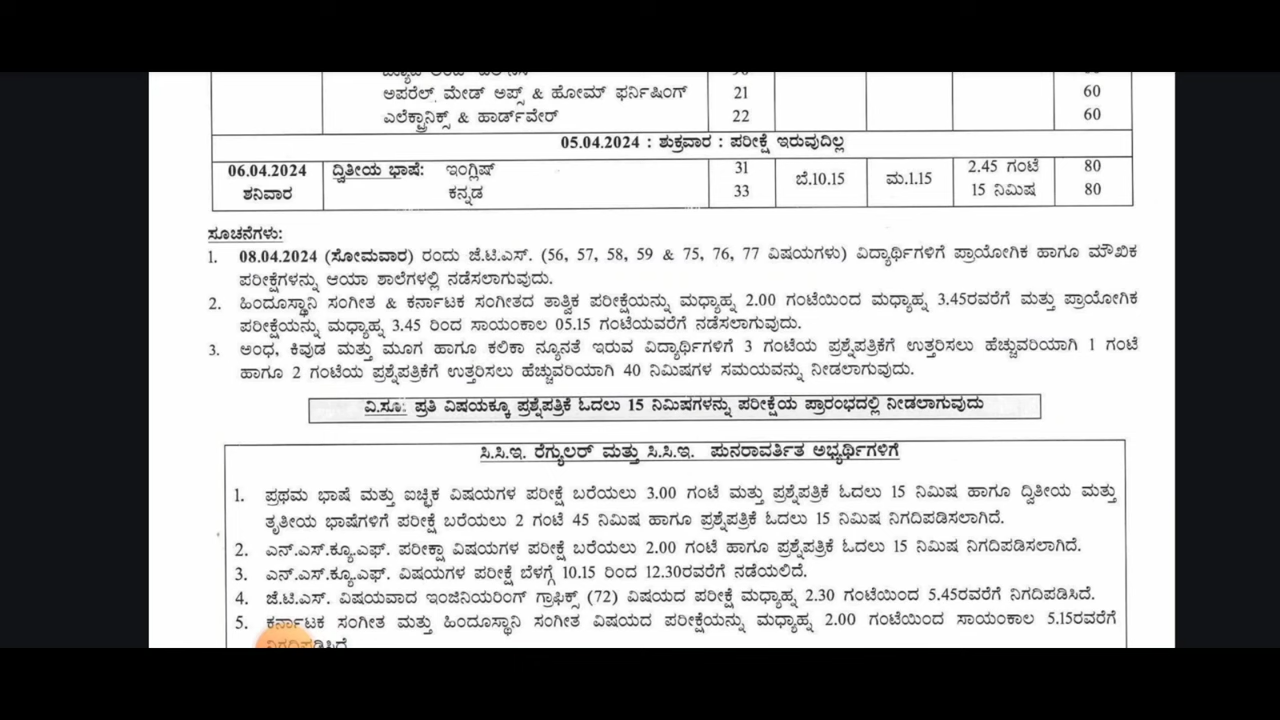 ಅಪರೆಲ್ ಮೇಡ್ ಅಪ್ಸ್ & ಹೋಮ್ ಫರ್ನಿಷಿಂಗ್ 21 60
ಎಲೆಕ್ಟ್ರಾನಿಕ್ಸ್ & ಹಾರ್ಡ್‌ವೇರ್ 22 60
05.04.2024 : ಶುಕ್ರವಾರ : ಪರೀಕ್ಷೆ ಇರುವುದಿಲ್ಲ
06.04.2024 ದ್ವಿತೀಯ ಭಾಷೆ: ಇಂಗ್ಲಿಷ್ 31 ಬೆ.10.15 ಮ.1.15 2.45 ಗಂಟೆ 80
ಶನಿವಾರ ಕನ್ನಡ 33 15 ನಿಮಿಷ 80
ಸೂಚನೆಗಳು:
1. 08.04.2024 (ಸೋಮವಾರ) ರಂದು ಜೆ.ಟಿ.ಎಸ್. (56, 57, 58, 59 & 75, 76, 77 ವಿಷಯಗಳು) ವಿದ್ಯಾರ್ಥಿಗಳಿಗೆ ಪ್ರಾಯೋಗಿಕ ಹಾಗೂ ಮೌಖಿಕ
ಪರೀಕ್ಷೆಗಳನ್ನು ಆಯಾ ಶಾಲೆಗಳಲ್ಲಿ ನಡೆಸಲಾಗುವುದು.
2. ಹಿಂದೂಸ್ಥಾನಿ ಸಂಗೀತ & ಕರ್ನಾಟಕ ಸಂಗೀತದ ತಾತ್ವಿಕ ಪರೀಕ್ಷೆಯನ್ನು ಮಧ್ಯಾಹ್ನ 2.00 ಗಂಟೆಯಿಂದ ಮಧ್ಯಾಹ್ನ 3.45ರವರೆಗೆ ಮತ್ತು ಪ್ರಾಯೋಗಿಕ
ಪರೀಕ್ಷೆಯನ್ನು ಮಧ್ಯಾಹ್ನ 3.45 ರಿಂದ ಸಾಯಂಕಾಲ 05.15 ಗಂಟೆಯವರೆಗೆ ನಡೆಸಲಾಗುವುದು.
3. ಅಂಧ, ಕಿವುಡ ಮತ್ತು ಮೂಗ ಹಾಗೂ ಕಲಿಕಾ ನ್ಯೂನತೆ ಇರುವ ವಿದ್ಯಾರ್ಥಿಗಳಿಗೆ 3 ಗಂಟೆಯ ಪ್ರಶ್ನೆಪತ್ರಿಕೆಗೆ ಉತ್ತರಿಸಲು ಹೆಚ್ಚುವರಿಯಾಗಿ 1 ಗಂಟೆ
ಹಾಗೂ 2 ಗಂಟೆಯ ಪ್ರಶ್ನೆಪತ್ರಿಕೆಗೆ ಉತ್ತರಿಸಲು ಹೆಚ್ಚುವರಿಯಾಗಿ 40 ನಿಮಿಷಗಳ ಸಮಯವನ್ನು ನೀಡಲಾಗುವುದು.
ವಿ.ಸೂ: ಪ್ರತಿ ವಿಷಯಕ್ಕೂ ಪ್ರಶ್ನೆಪತ್ರಿಕೆ ಓದಲು 15 ನಿಮಿಷಗಳನ್ನು ಪರೀಕ್ಷೆಯ ಪ್ರಾರಂಭದಲ್ಲಿ ನೀಡಲಾಗುವುದು
ಸಿ.ಸಿ.ಇ. ರೆಗ್ಯುಲರ್ ಮತ್ತು ಸಿ.ಸಿ.ಇ. ಪುನರಾವರ್ತಿತ ಅಭ್ಯರ್ಥಿಗಳಿಗೆ
1. ಪ್ರಥಮ ಭಾಷೆ ಮತ್ತು ಐಚ್ಛಿಕ ವಿಷಯಗಳ ಪರೀಕ್ಷೆ ಬರೆಯಲು 3.00 ಗಂಟೆ ಮತ್ತು ಪ್ರಶ್ನೆಪತ್ರಿಕೆ ಓದಲು 15 ನಿಮಿಷ ಹಾಗೂ ದ್ವಿತೀಯ ಮತ್ತು
ತೃತೀಯ ಭಾಷೆಗಳಿಗೆ ಪರೀಕ್ಷೆ ಬರೆಯಲು 2 ಗಂಟೆ 45 ನಿಮಿಷ ಹಾಗೂ ಪ್ರಶ್ನೆಪತ್ರಿಕೆ ಓದಲು 15 ನಿಮಿಷ ನಿಗದಿಪಡಿಸಲಾಗಿದೆ.
2. ಎನ್.ಎಸ್.ಕ್ಯೂ.ಎಫ್. ಪರೀಕ್ಷಾ ವಿಷಯಗಳ ಪರೀಕ್ಷೆ ಬರೆಯಲು 2.00 ಗಂಟೆ ಹಾಗೂ ಪ್ರಶ್ನೆಪತ್ರಿಕೆ ಓದಲು 15 ನಿಮಿಷ ನಿಗದಿಪಡಿಸಲಾಗಿದೆ.
3. ಎನ್.ಎಸ್.ಕ್ಯೂ.ಎಫ್. ವಿಷಯಗಳ ಪರೀಕ್ಷೆ ಬೆಳಗ್ಗೆ 10.15 ರಿಂದ 12.30ರವರೆಗೆ ನಡೆಯಲಿದೆ.
4. ಜೆ.ಟಿ.ಎಸ್. ವಿಷಯವಾದ ಇಂಜಿನಿಯರಿಂಗ್ ಗ್ರಾಫಿಕ್ಸ್ (72) ವಿಷಯದ ಪರೀಕ್ಷೆ ಮಧ್ಯಾಹ್ನ 2.30 ಗಂಟೆಯಿಂದ 5.45ರವರೆಗೆ ನಿಗದಿಪಡಿಸಿದೆ.
5. ಕರ್ನಾಟಕ ಸಂಗೀತ ಮತ್ತು ಹಿಂದೂಸ್ಥಾನಿ ಸಂಗೀತ ವಿಷಯದ ಪರೀಕ್ಷೆಯನ್ನು ಮಧ್ಯಾಹ್ನ 2.00 ಗಂಟೆಯಿಂದ ಸಾಯಂಕಾಲ 5.15ರವರೆಗೆ
ನಿಗದಿಪಡಿಸಿದೆ